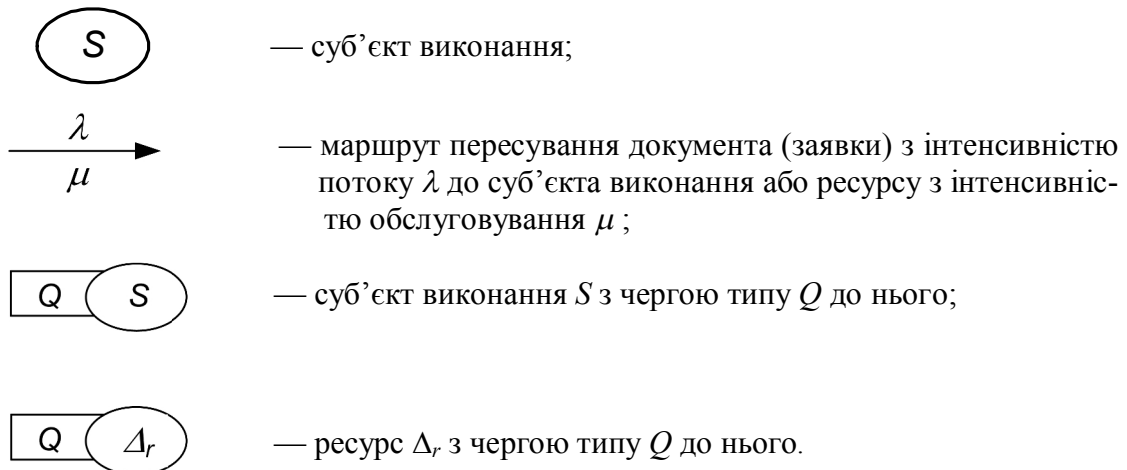 S — суб’єкт виконання;
λ — маршрут пересування документа (заявки) з інтенсивністю
μ потоку λ до суб’єкта виконання або ресурсу з інтенсивніс-
тю обслуговування μ ;
Q S — суб’єкт виконання S з чергою типу Q до нього;
Q Δr — ресурс Δr з чергою типу Q до нього.